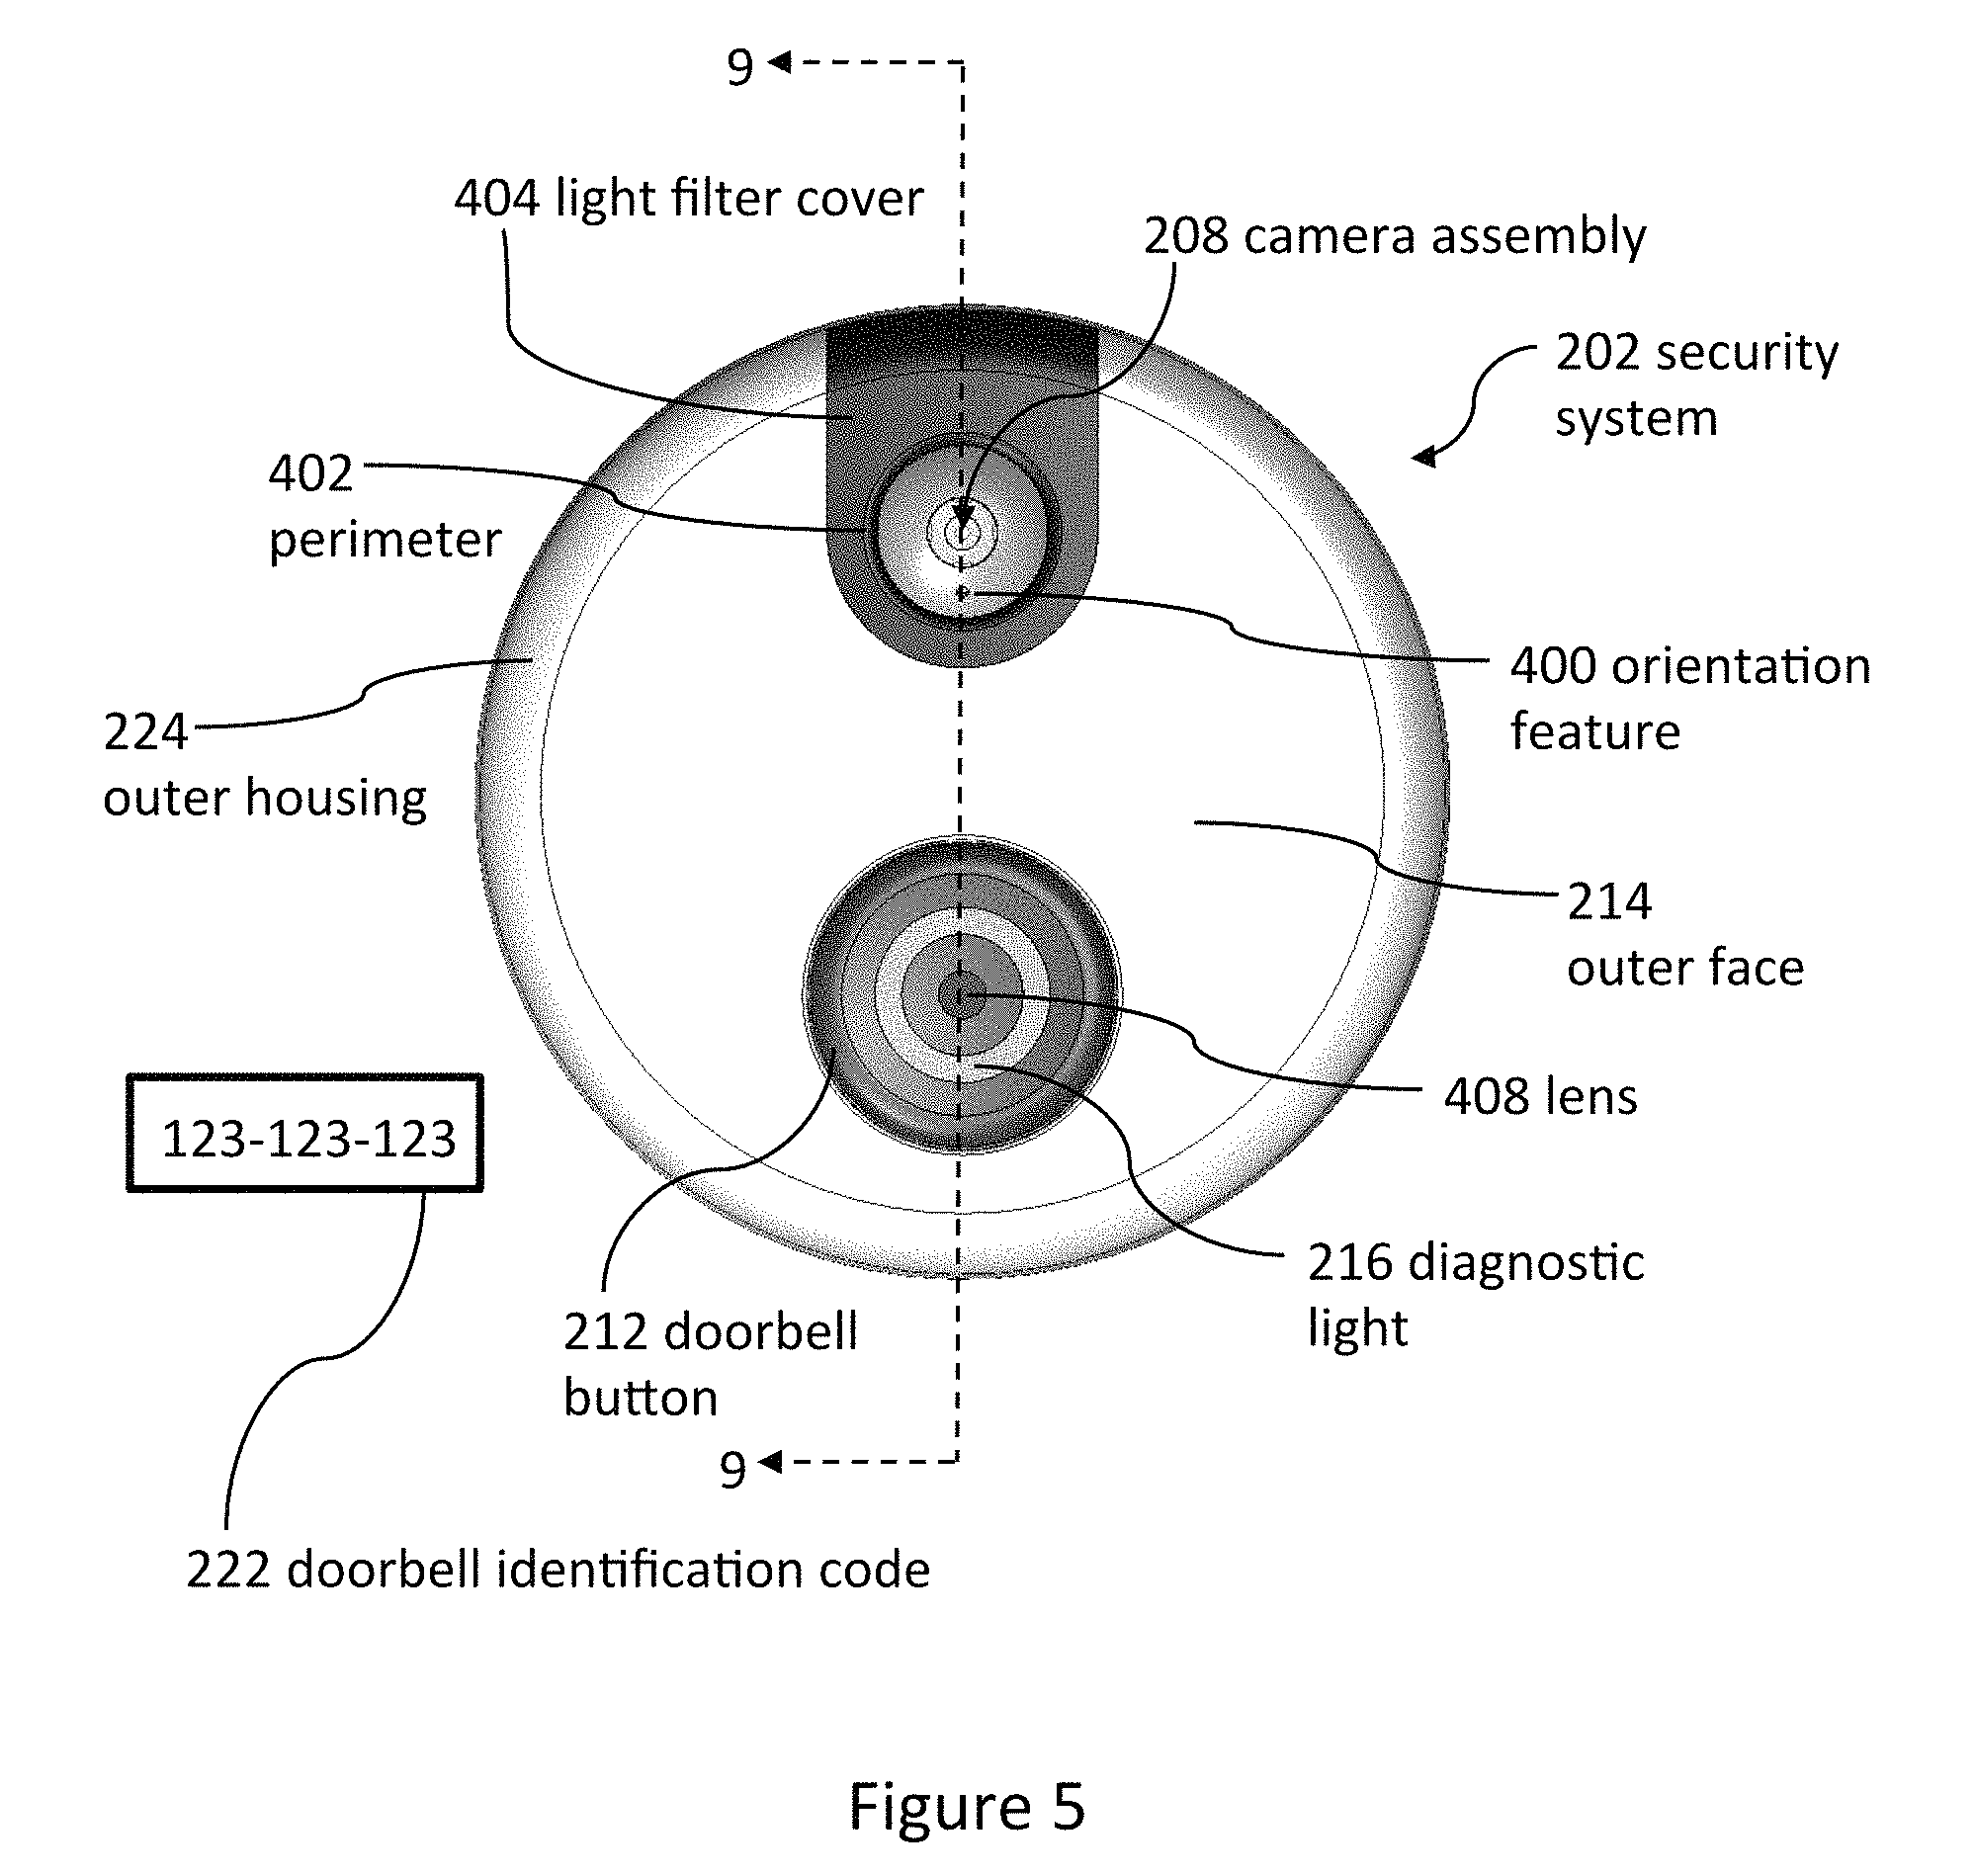 9
404 light filter cover
208 camera assembly
202 security
system
402
perimeter
400 orientation
feature
224
outer housing
214
outer face
408 lens
123-123-123
216 diagnostic
light
212 doorbell
button
9
222 doorbell identification code
Figure 5